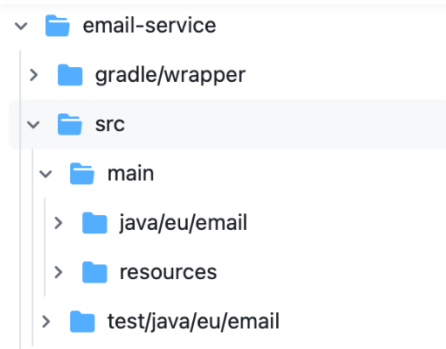 email-service
gradle/wrapper
src
main
java/eu/email
resources
test/java/eu/email